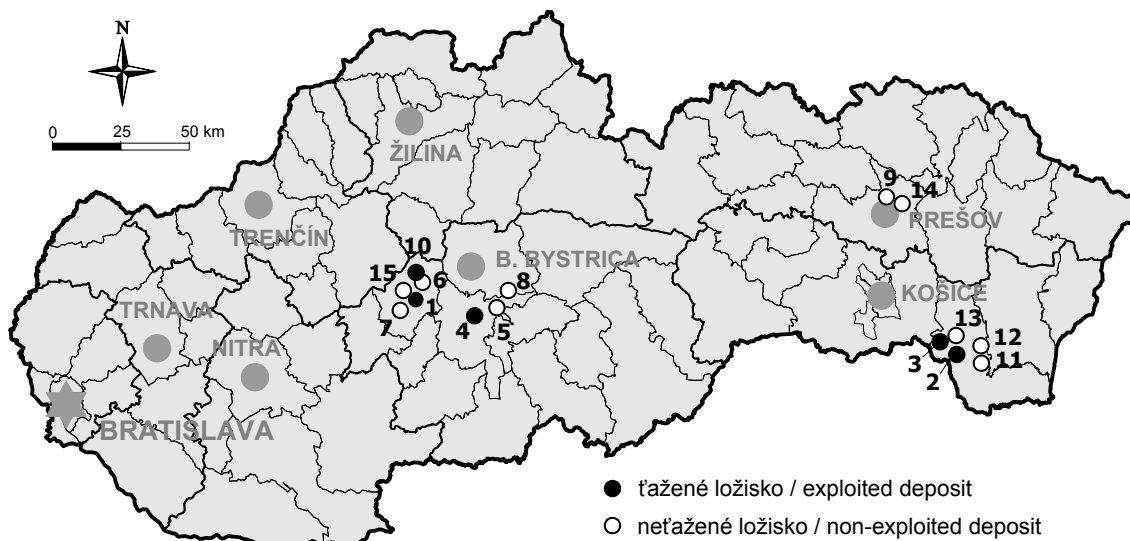 N
0 25 50 km
ŽILINA
TRENČÍN
B. BYSTRICA
PREŠOV
KOŠICE
TRNAVA
NITRA
BRATISLAVA
9
14
10
15
6
8
1
7
4
5
13
12
3
11
2
ťažené ložisko / exploited deposit
neťažené ložisko / non-exploited deposit